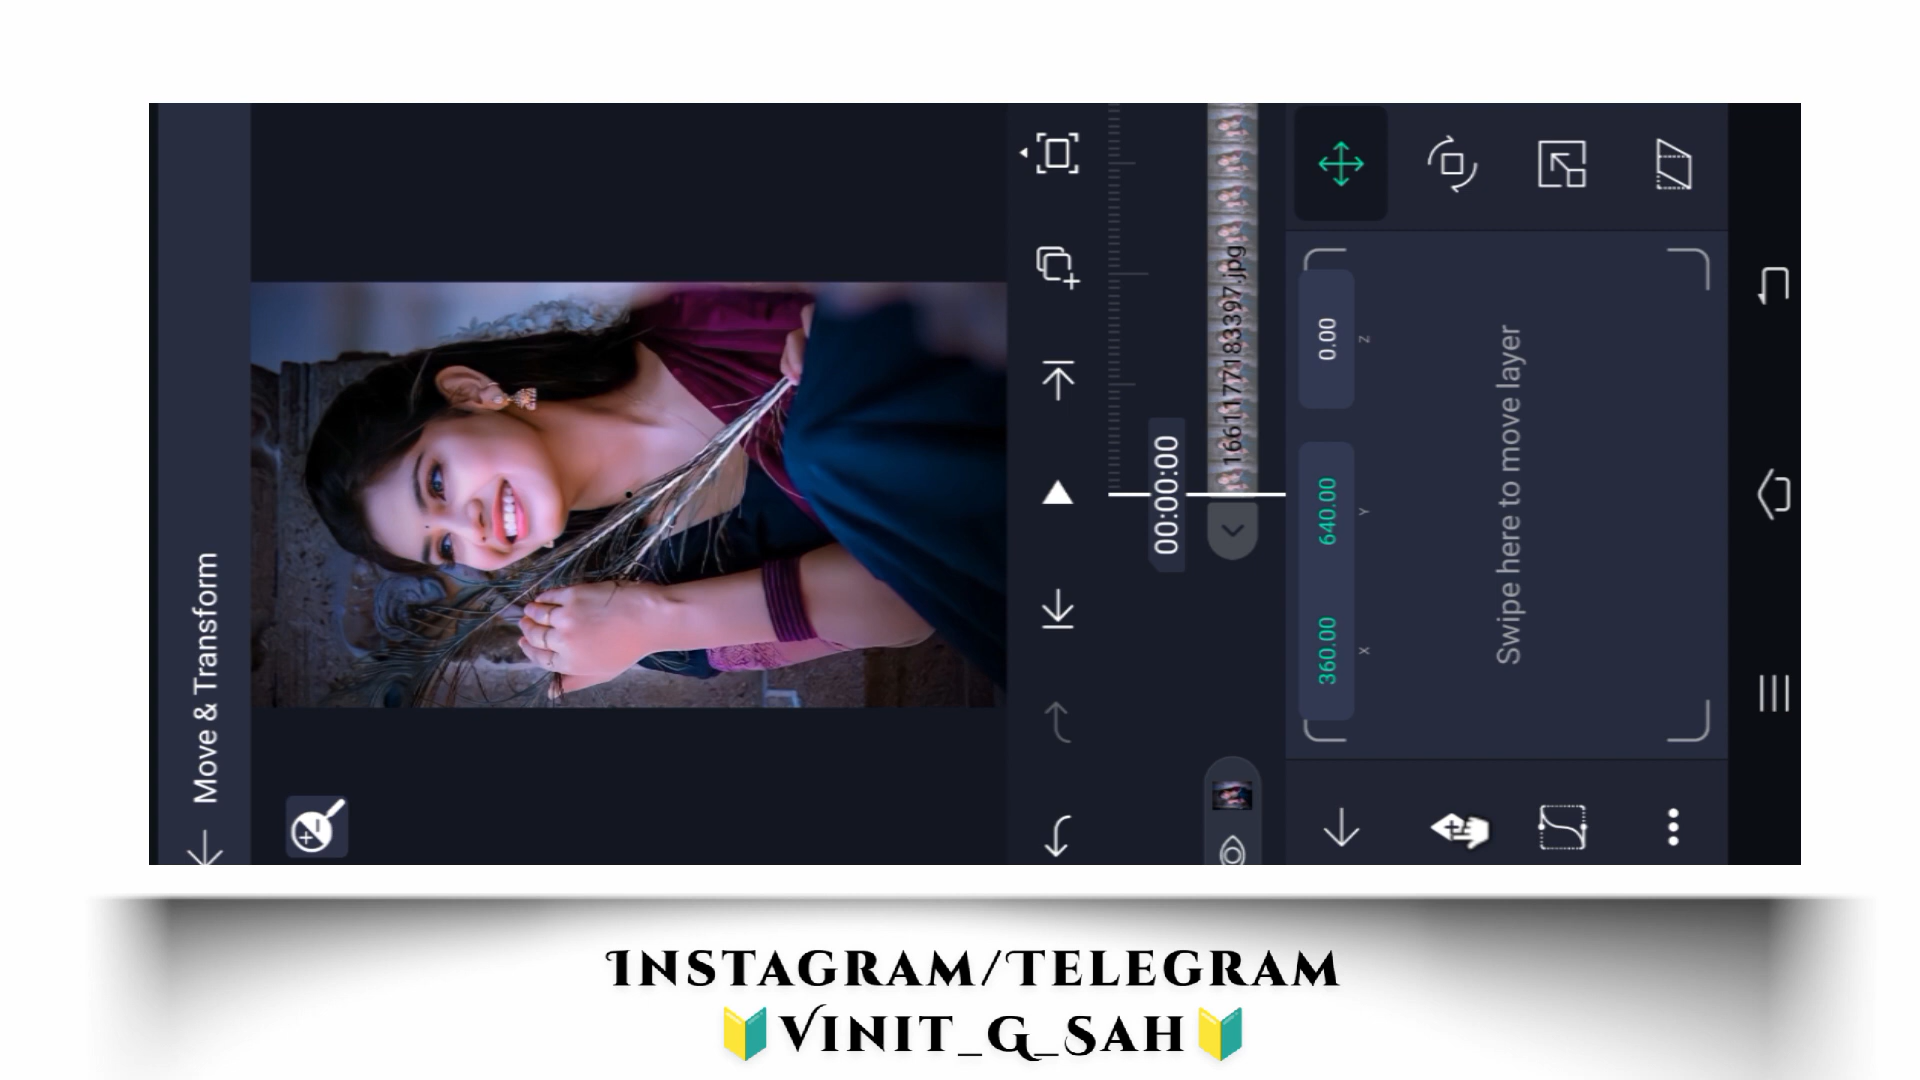 Move & Transform
00:00:00
1661177183397.jpg
360.00
640.00
0.00
X
Y
Z
Swipe here to move layer
INSTAGRAM/TELEGRAM
🔰VINIT_G_SAH🔰